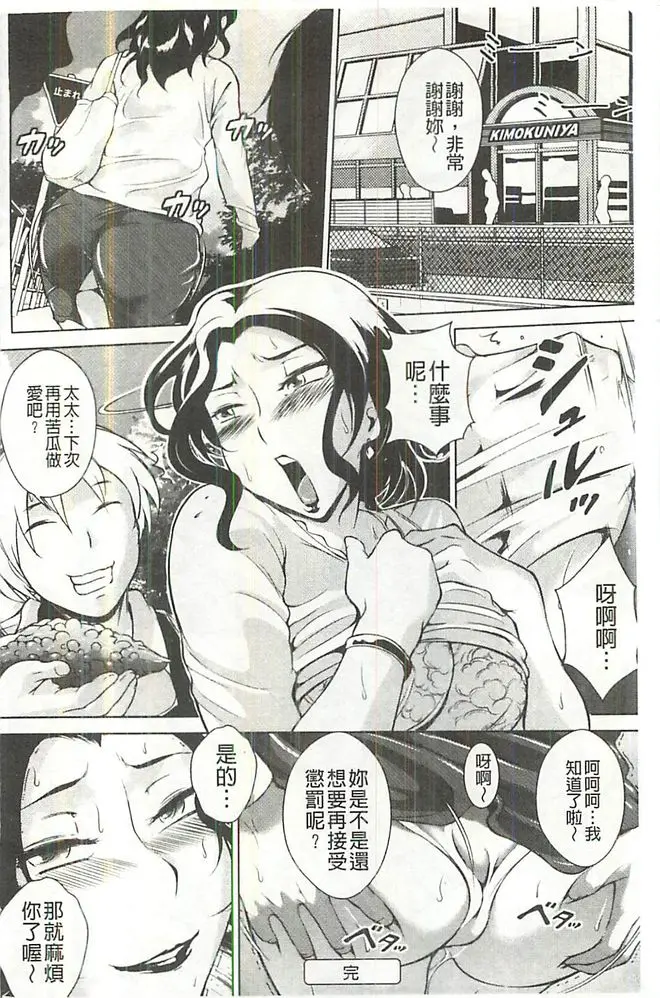 謝謝，非常
謝謝妳～
KIMOKUNIYA
ミーン
ミーン
止まれ
カッ
カッ
カッ
什麼事
呢…
太太…下次
再用苦瓜做
愛吧？
呀啊啊…
呵呵呵…我
知道了啦～
呀啊～
妳是不是還
想要再接受
懲罰呢？
ベタッ
ベタッ
是的…
那就麻煩
你了喔～
完